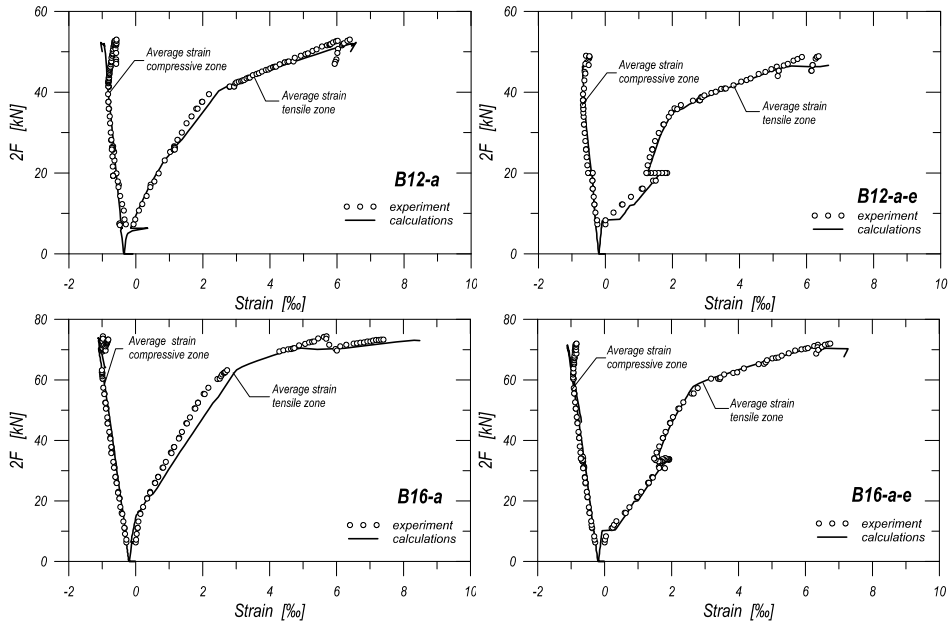 60
40
20
0
2F [kN]
-2 0 2 4 6 8 10
Strain [‰]
Average strain
compressive zone
Average strain
tensile zone
B12-a
experiment
calculations
60
40
20
0
2F [kN]
-2 0 2 4 6 8 10
Strain [‰]
Average strain
compressive zone
Average strain
tensile zone
B12-a-e
experiment
calculations
80
60
40
20
0
2F [kN]
-2 0 2 4 6 8 10
Strain [‰]
Average strain
compressive zone
Average strain
tensile zone
B16-a
experiment
calculations
80
60
40
20
0
2F [kN]
-2 0 2 4 6 8 10
Strain [‰]
Average strain
compressive zone
Average strain
tensile zone
B16-a-e
experiment
calculations